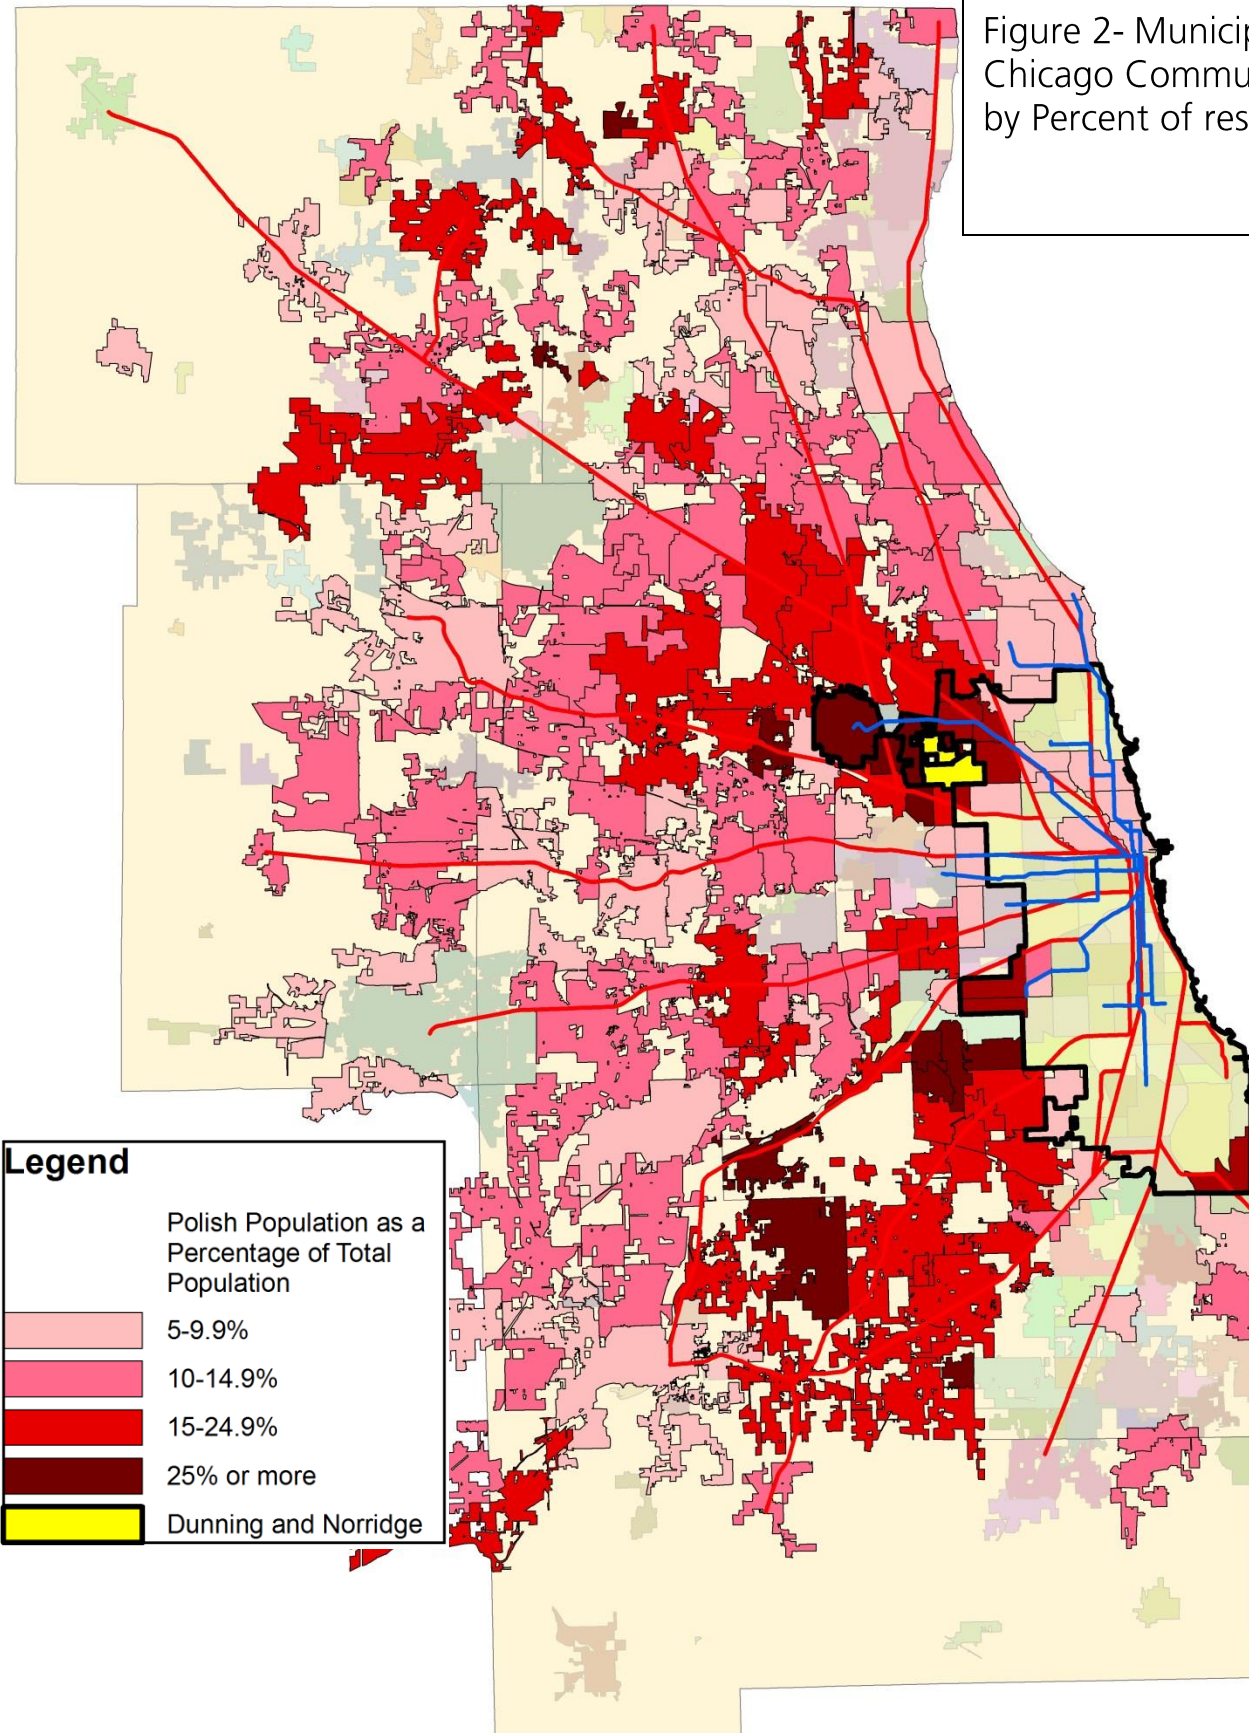 Figure 2- Municip
Chicago Commu
by Percent of res
Legend
Polish Population as a
Percentage of Total
Population
5-9.9%
10-14.9%
15-24.9%
25% or more
Dunning and Norridge